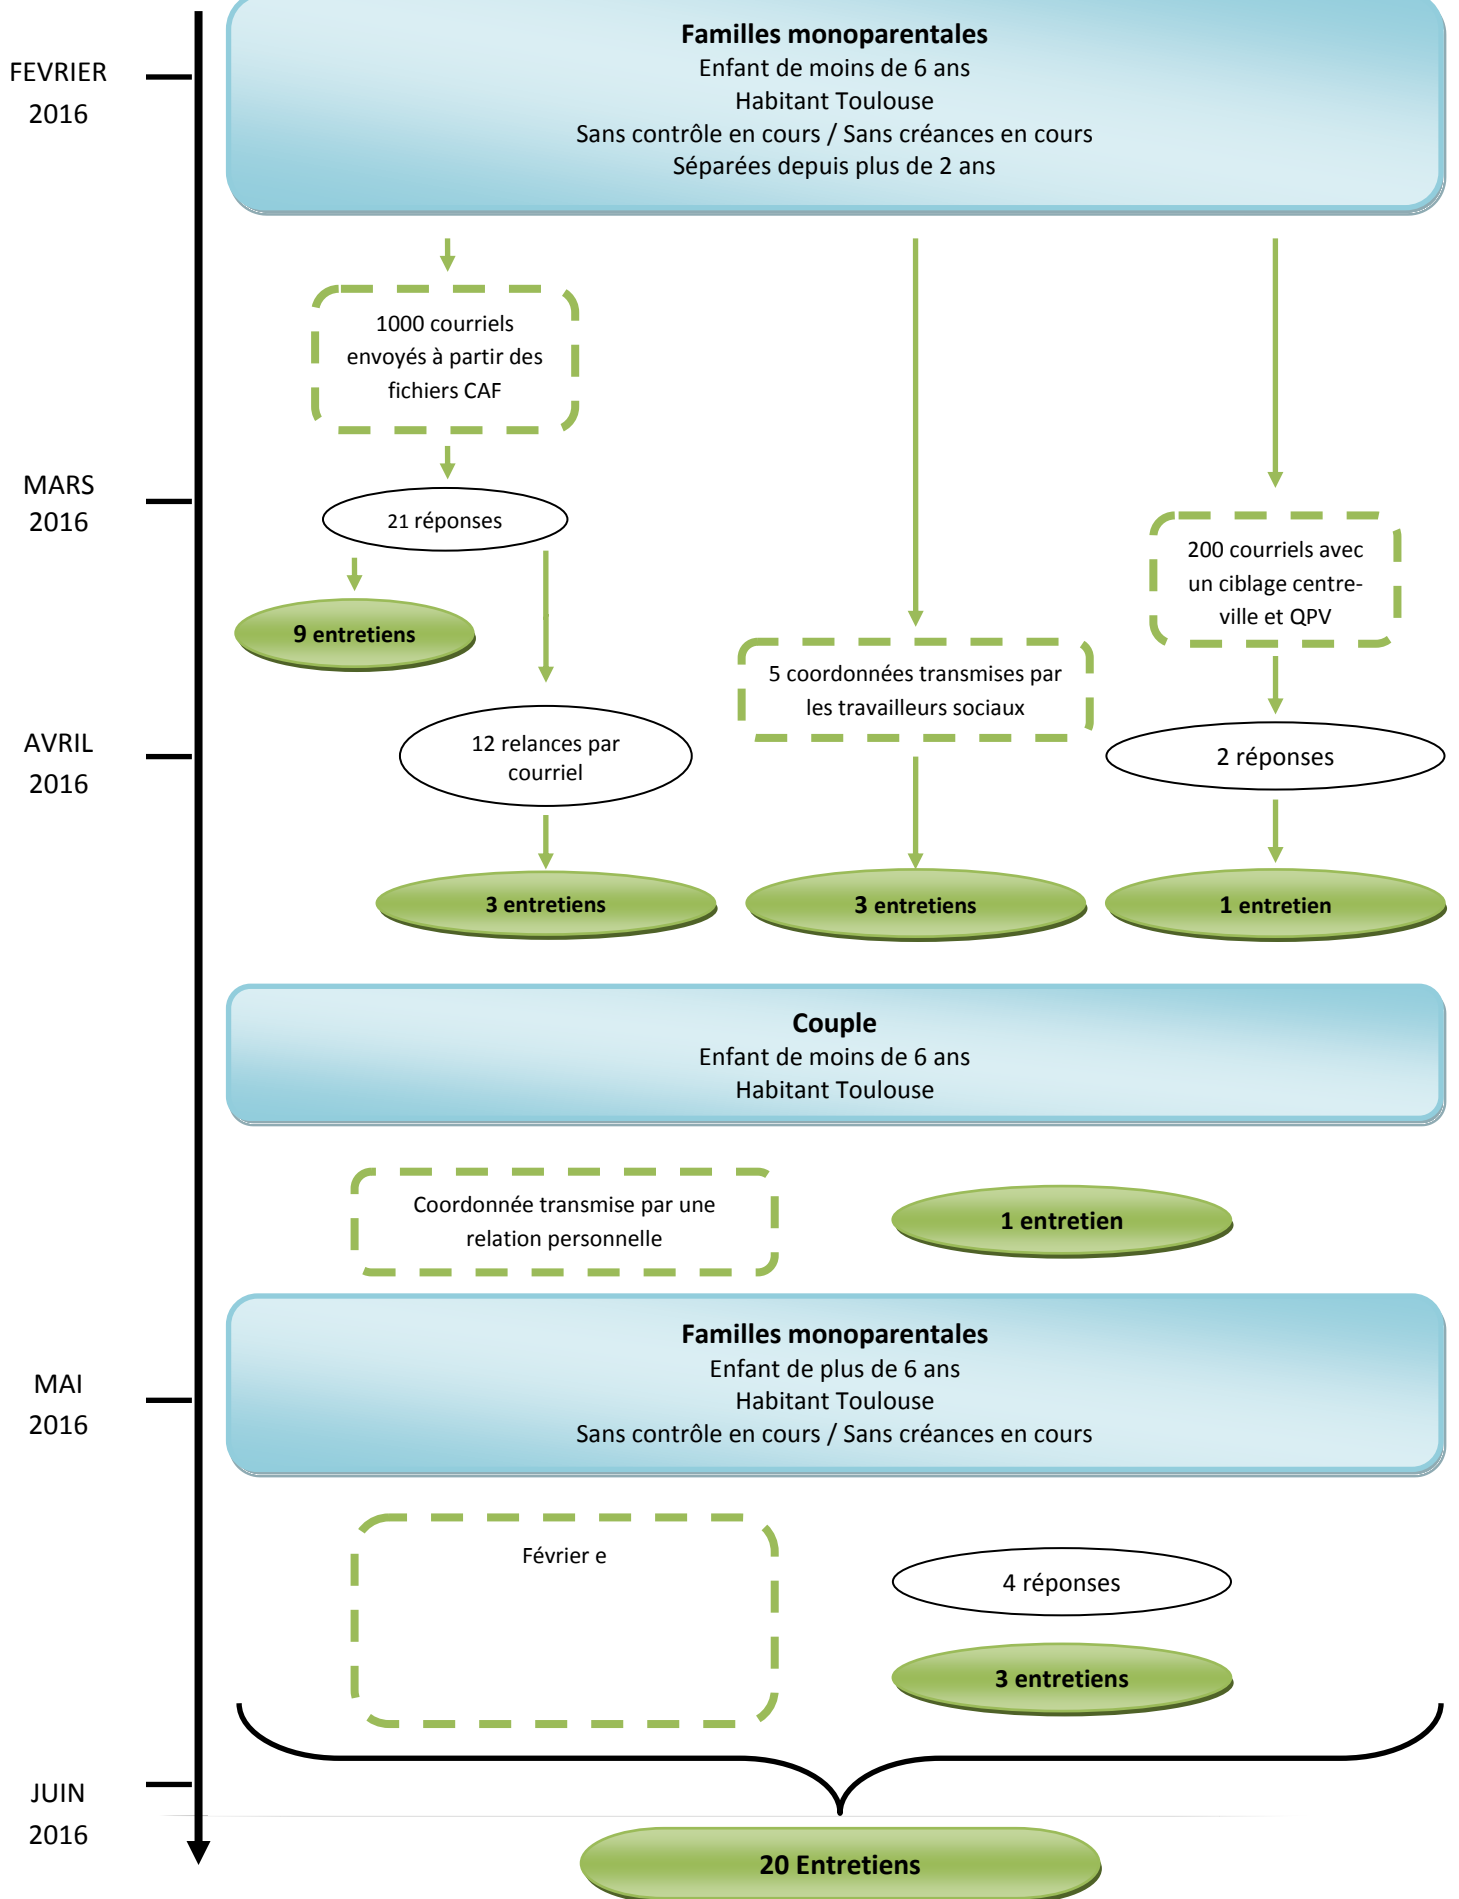 FEVRIER
2016
Familles monoparentales
Enfant de moins de 6 ans
Habitant Toulouse
Sans contrôle en cours / Sans créances en cours
Séparées depuis plus de 2 ans
1000 courriels
envoyés à partir des
fichiers CAF
MARS
2016
21 réponses
9 entretiens
200 courriels avec
un ciblage centre-
ville et QPV
5 coordonnées transmises par
les travailleurs sociaux
AVRIL
2016
12 relances par
courriel
2 réponses
3 entretiens
3 entretiens
1 entretien
Couple
Enfant de moins de 6 ans
Habitant Toulouse
Coordonnée transmise par une
relation personnelle
1 entretien
MAI
2016
Familles monoparentales
Enfant de plus de 6 ans
Habitant Toulouse
Sans contrôle en cours / Sans créances en cours
Février e
4 réponses
3 entretiens
JUIN
2016
20 Entretiens